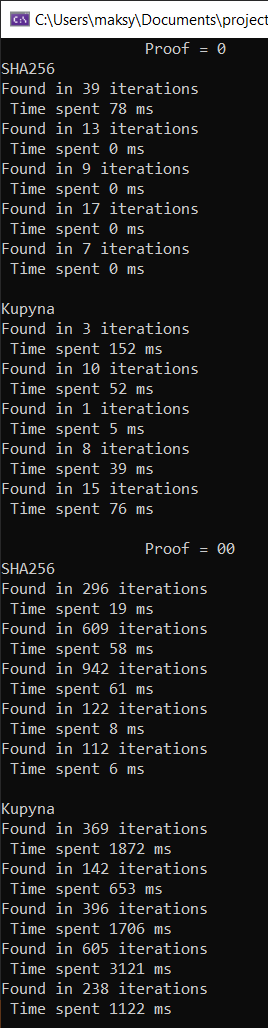 C:\Users\maksy\Documents\project
Proof = 0
SHA256
Found in 39 iterations
Time spent 78 ms
Found in 13 iterations
Time spent 0 ms
Found in 9 iterations
Time spent 0 ms
Found in 17 iterations
Time spent 0 ms
Found in 7 iterations
Time spent 0 ms
Kupyna
Found in 3 iterations
Time spent 152 ms
Found in 10 iterations
Time spent 52 ms
Found in 1 iterations
Time spent 5 ms
Found in 8 iterations
Time spent 39 ms
Found in 15 iterations
Time spent 76 ms
Proof = 00
SHA256
Found in 296 iterations
Time spent 19 ms
Found in 609 iterations
Time spent 58 ms
Found in 942 iterations
Time spent 61 ms
Found in 122 iterations
Time spent 8 ms
Found in 112 iterations
Time spent 6 ms
Kupyna
Found in 369 iterations
Time spent 1872 ms
Found in 142 iterations
Time spent 653 ms
Found in 396 iterations
Time spent 1706 ms
Found in 605 iterations
Time spent 3121 ms
Found in 238 iterations
Time spent 1122 ms